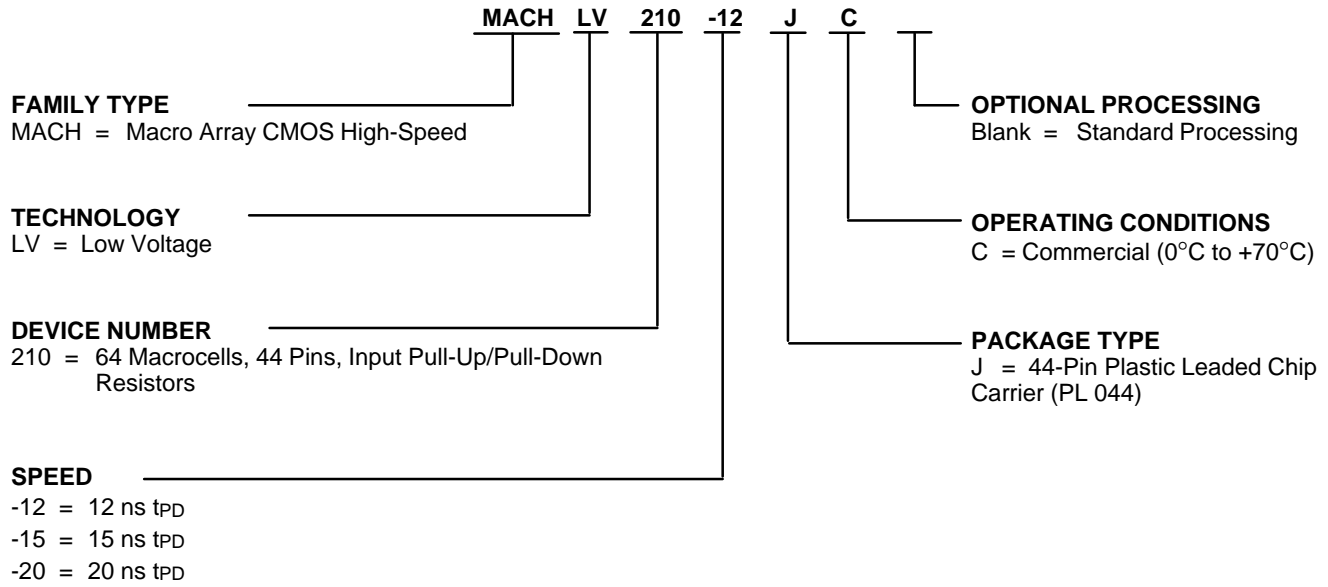 MACH LV 210 -12 J C
FAMILY TYPE
MACH = Macro Array CMOS High-Speed
TECHNOLOGY
LV = Low Voltage
DEVICE NUMBER
210 = 64 Macrocells, 44 Pins, Input Pull-Up/Pull-Down
Resistors
SPEED
-12 = 12 ns tPD
-15 = 15 ns tPD
-20 = 20 ns tPD
OPTIONAL PROCESSING
Blank = Standard Processing
OPERATING CONDITIONS
C = Commercial (0°C to +70°C)
PACKAGE TYPE
J = 44-Pin Plastic Leaded Chip
Carrier (PL 044)